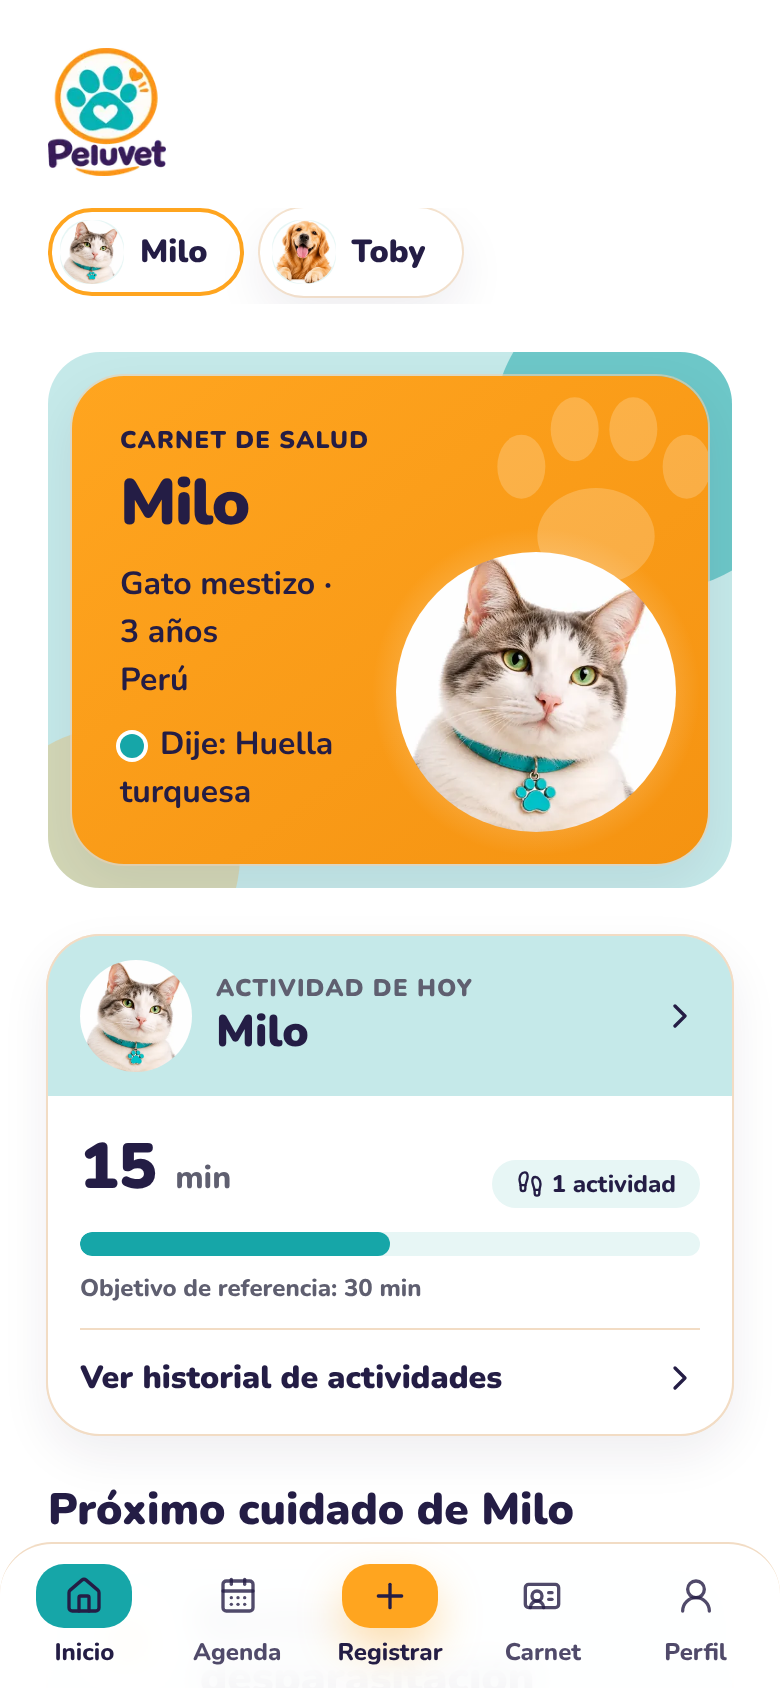 Peluvet
Milo
Toby
CARNET DE SALUD
Milo
Gato mestizo ·
3 años
Perú
Dije: Huella
turquesa
ACTIVIDAD DE HOY
Milo
15 min
1 actividad
Objetivo de referencia: 30 min
Ver historial de actividades
Próximo cuidado de Milo
desparasitación
Inicio
Agenda
Registrar
Carnet
Perfil